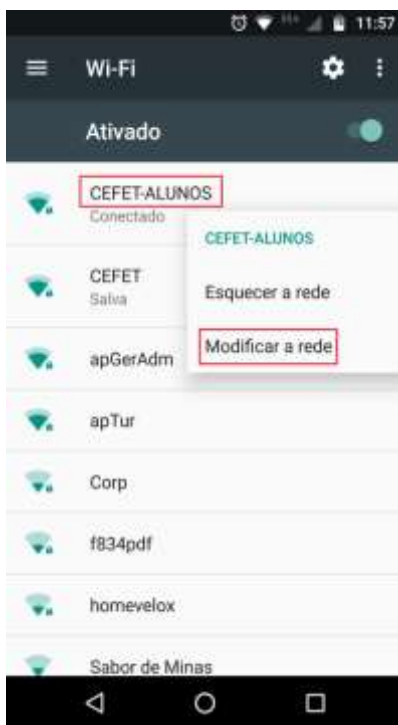 11:57
Wi-Fi
Ativado
CEFET-ALUNOS
Conectado
CEFET-ALUNOS
CEFET
Salva
Esquecer a rede
Modificar a rede
apGerAdm
apTur
Corp
f834pdf
homevelox
Sabor de Minas